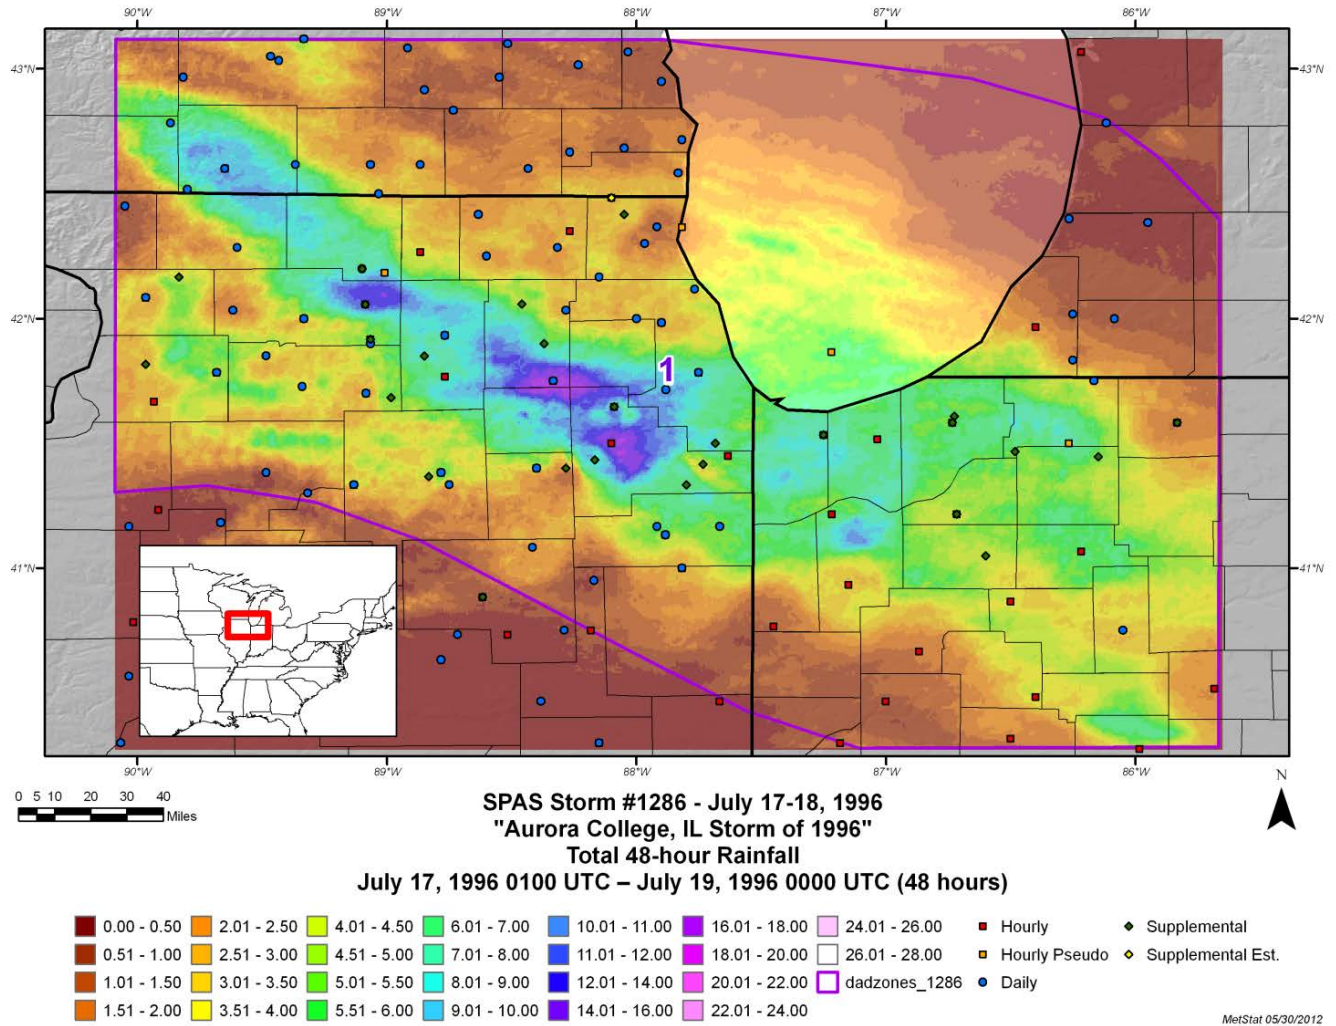 90°W 89°W 88°W 87°W 86°W
43°N 43°N
42°N 42°N
1
41°N 41°N
90°W 89°W 88°W 87°W 86°W
N
0 5 10 20 30 40
Miles
SPAS Storm #1286 - July 17-18, 1996
"Aurora College, IL Storm of 1996"
Total 48-hour Rainfall
July 17, 1996 0100 UTC – July 19, 1996 0000 UTC (48 hours)
0.00 - 0.50 2.01 - 2.50 4.01 - 4.50 6.01 - 7.00 10.01 - 11.00 16.01 - 18.00 24.01 - 26.00 Hourly Supplemental
0.51 - 1.00 2.51 - 3.00 4.51 - 5.00 7.01 - 8.00 11.01 - 12.00 18.01 - 20.00 26.01 - 28.00 Hourly Pseudo Supplemental Est.
1.01 - 1.50 3.01 - 3.50 5.01 - 5.50 8.01 - 9.00 12.01 - 14.00 20.01 - 22.00 dadzones_1286 Daily
1.51 - 2.00 3.51 - 4.00 5.51 - 6.00 9.01 - 10.00 14.01 - 16.00 22.01 - 24.00
MetStat 05/30/2012